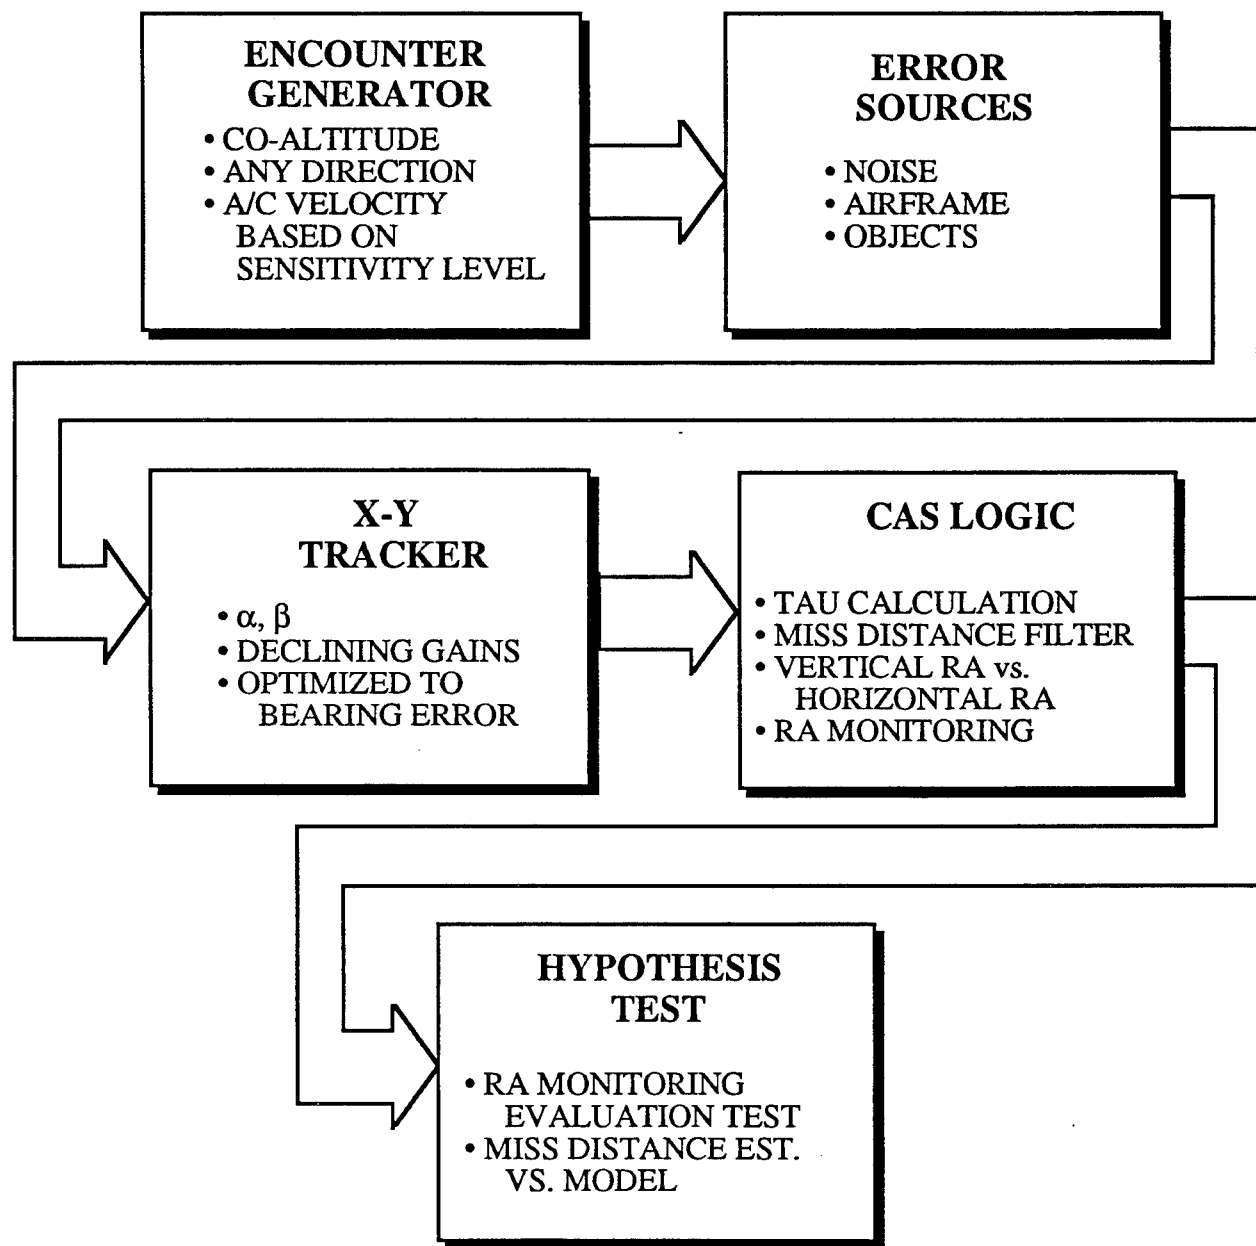 ENCOUNTER
GENERATOR
• CO-ALTITUDE
• ANY DIRECTION
• A/C VELOCITY
BASED ON
SENSITIVITY LEVEL
ERROR
SOURCES
• NOISE
• AIRFRAME
• OBJECTS
X-Y
TRACKER
• α, β
• DECLINING GAINS
• OPTIMIZED TO
BEARING ERROR
CAS LOGIC
• TAU CALCULATION
• MISS DISTANCE FILTER
• VERTICAL RA vs.
HORIZONTAL RA
• RA MONITORING
HYPOTHESIS
TEST
• RA MONITORING
EVALUATION TEST
• MISS DISTANCE EST.
VS. MODEL